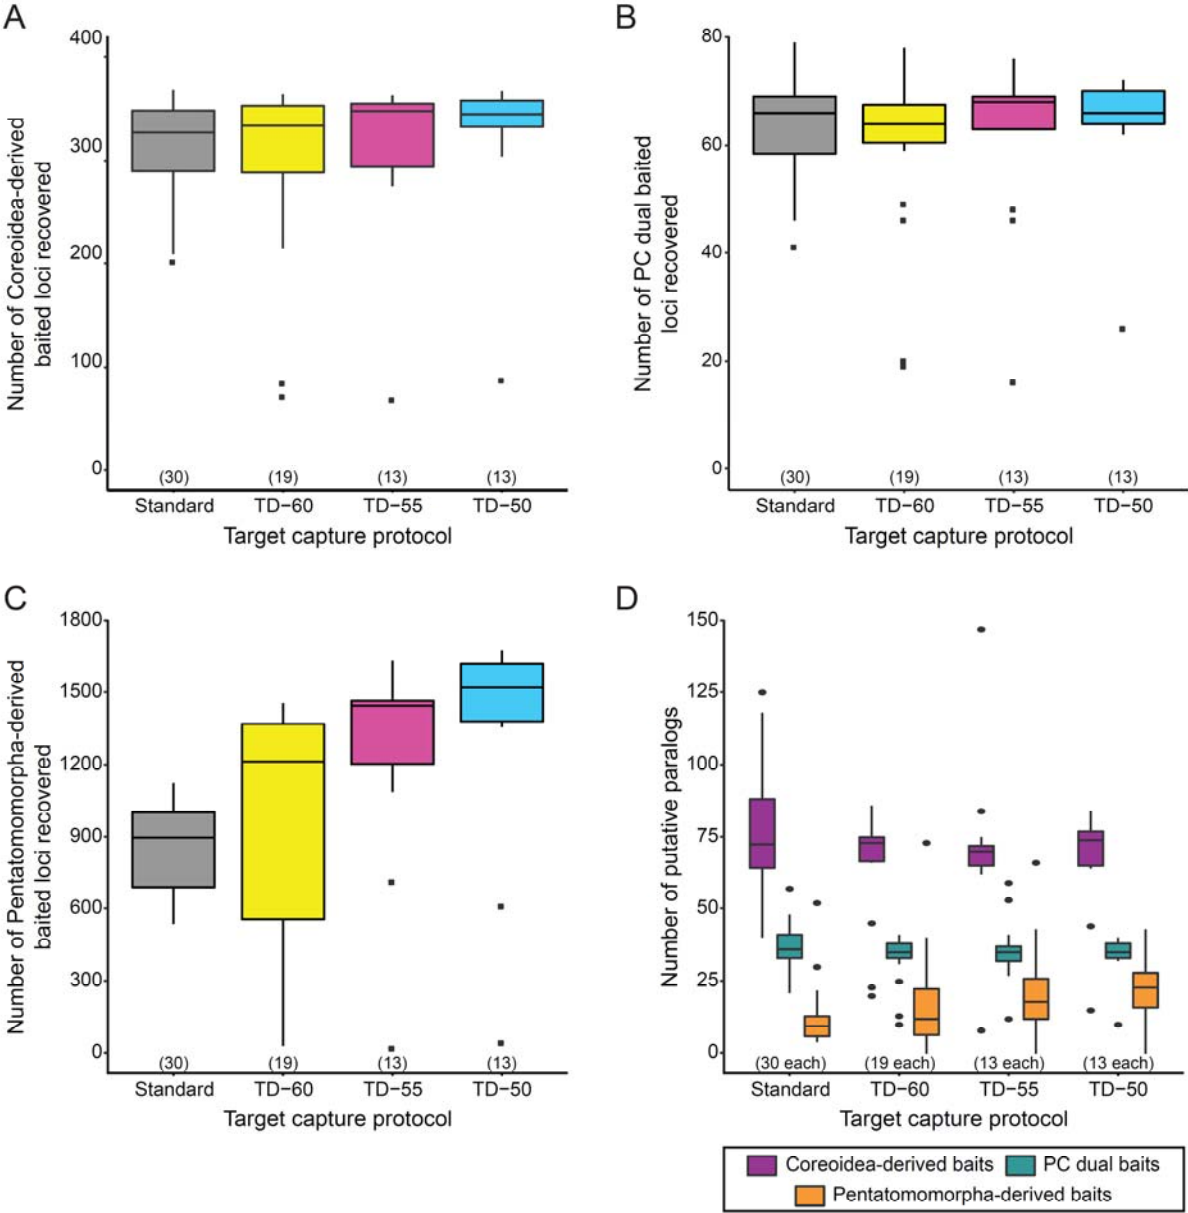 A
Number of Coreoidea-derived
baited loci recovered
400
300
200
100
0
(30) (19) (13) (13)
Standard TD−60 TD−55 TD−50
Target capture protocol
B
Number of PC dual baited
loci recovered
80
60
40
20
0
(30) (19) (13) (13)
Standard TD−60 TD−55 TD−50
Target capture protocol
C
Number of Pentatomomorpha-derived
baited loci recovered
1800
1500
1200
900
600
300
0
(30) (19) (13) (13)
Standard TD−60 TD−55 TD−50
Target capture protocol
D
Number of putative paralogs
150
125
100
75
50
25
0
(30 each) (19 each) (13 each) (13 each)
Standard TD−60 TD−55 TD−50
Target capture protocol
Coreoidea-derived baits PC dual baits
Pentatomomorpha-derived baits